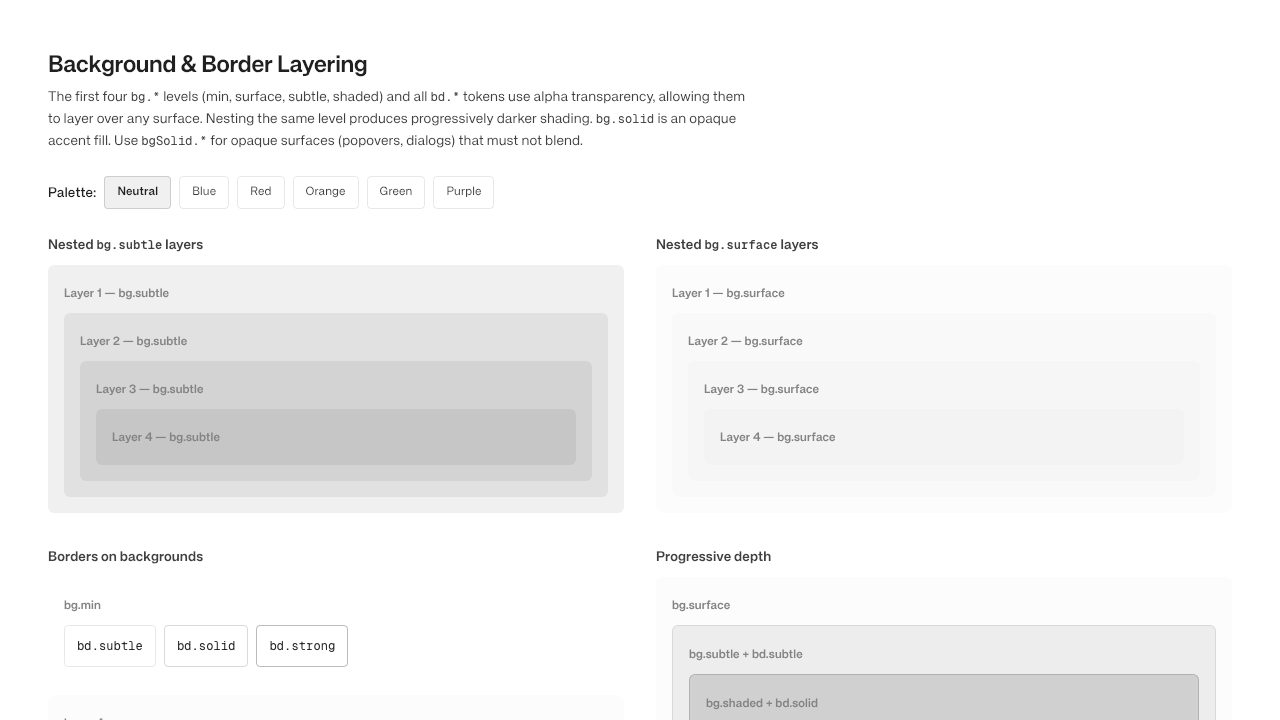 Background & Border Layering
The first four bg.* levels (min, surface, subtle, shaded) and all bd.* tokens use alpha transparency, allowing them
to layer over any surface. Nesting the same level produces progressively darker shading. bg.solid is an opaque
accent fill. Use bgSolid.* for opaque surfaces (popovers, dialogs) that must not blend.
Palette: Neutral Blue Red Orange Green Purple
Nested bg.subtle layers
Layer 1 — bg.subtle
Layer 2 — bg.subtle
Layer 3 — bg.subtle
Layer 4 — bg.subtle
Nested bg.surface layers
Layer 1 — bg.surface
Layer 2 — bg.surface
Layer 3 — bg.surface
Layer 4 — bg.surface
Borders on backgrounds
bg.min
bd.subtle bd.solid bd.strong
Progressive depth
bg.surface
bg.subtle + bd.subtle
bg.shaded + bd.solid